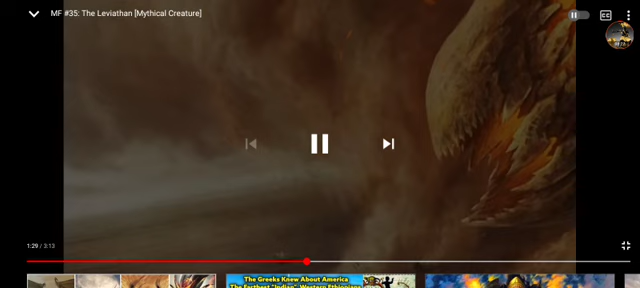 MF #35: The Leviathan [Mythical Creature]
CC
1:29 / 3:13
The Greeks Knew About America
The Farthest "Indian" Western Ethiopians